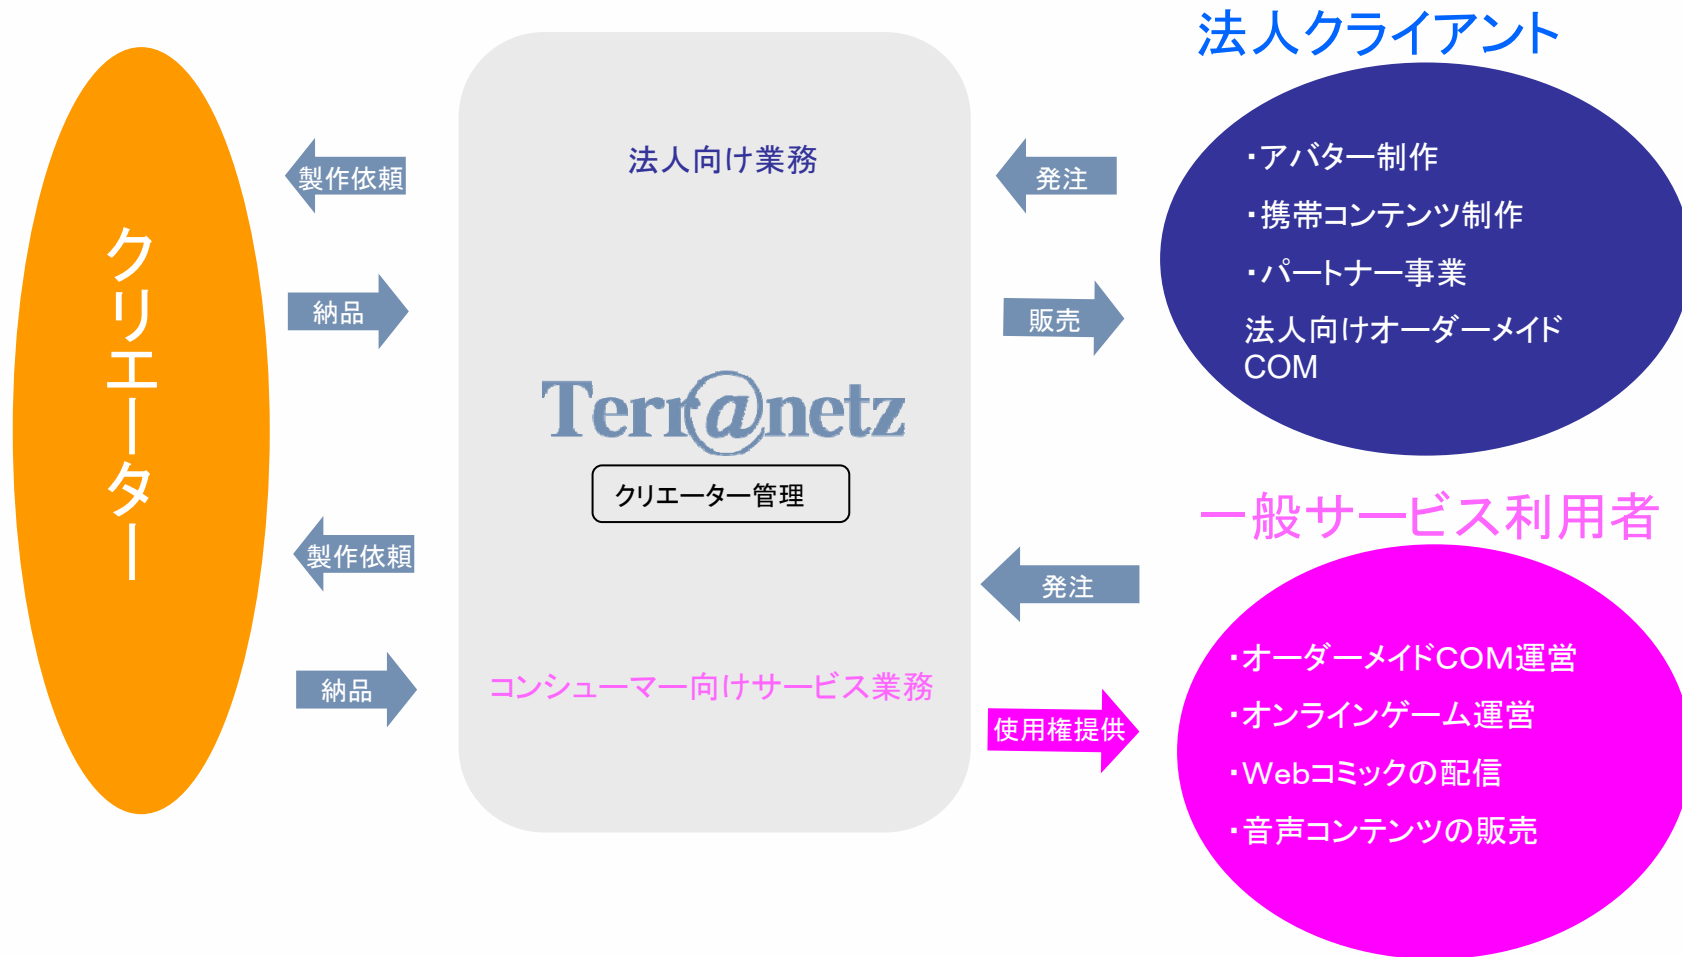 法人クライアント
法人向け業務
製作依頼
発注
・アバター制作
・携帯コンテンツ制作
・パートナー事業
法人向けオーダーメイド
COM
クリエーター
納品
販売
Terr@netz
クリエーター管理
一般サービス利用者
製作依頼
発注
・オーダーメイドCOM運営
・オンラインゲーム運営
・Webコミックの配信
・音声コンテンツの販売
納品
コンシューマー向けサービス業務
使用権提供